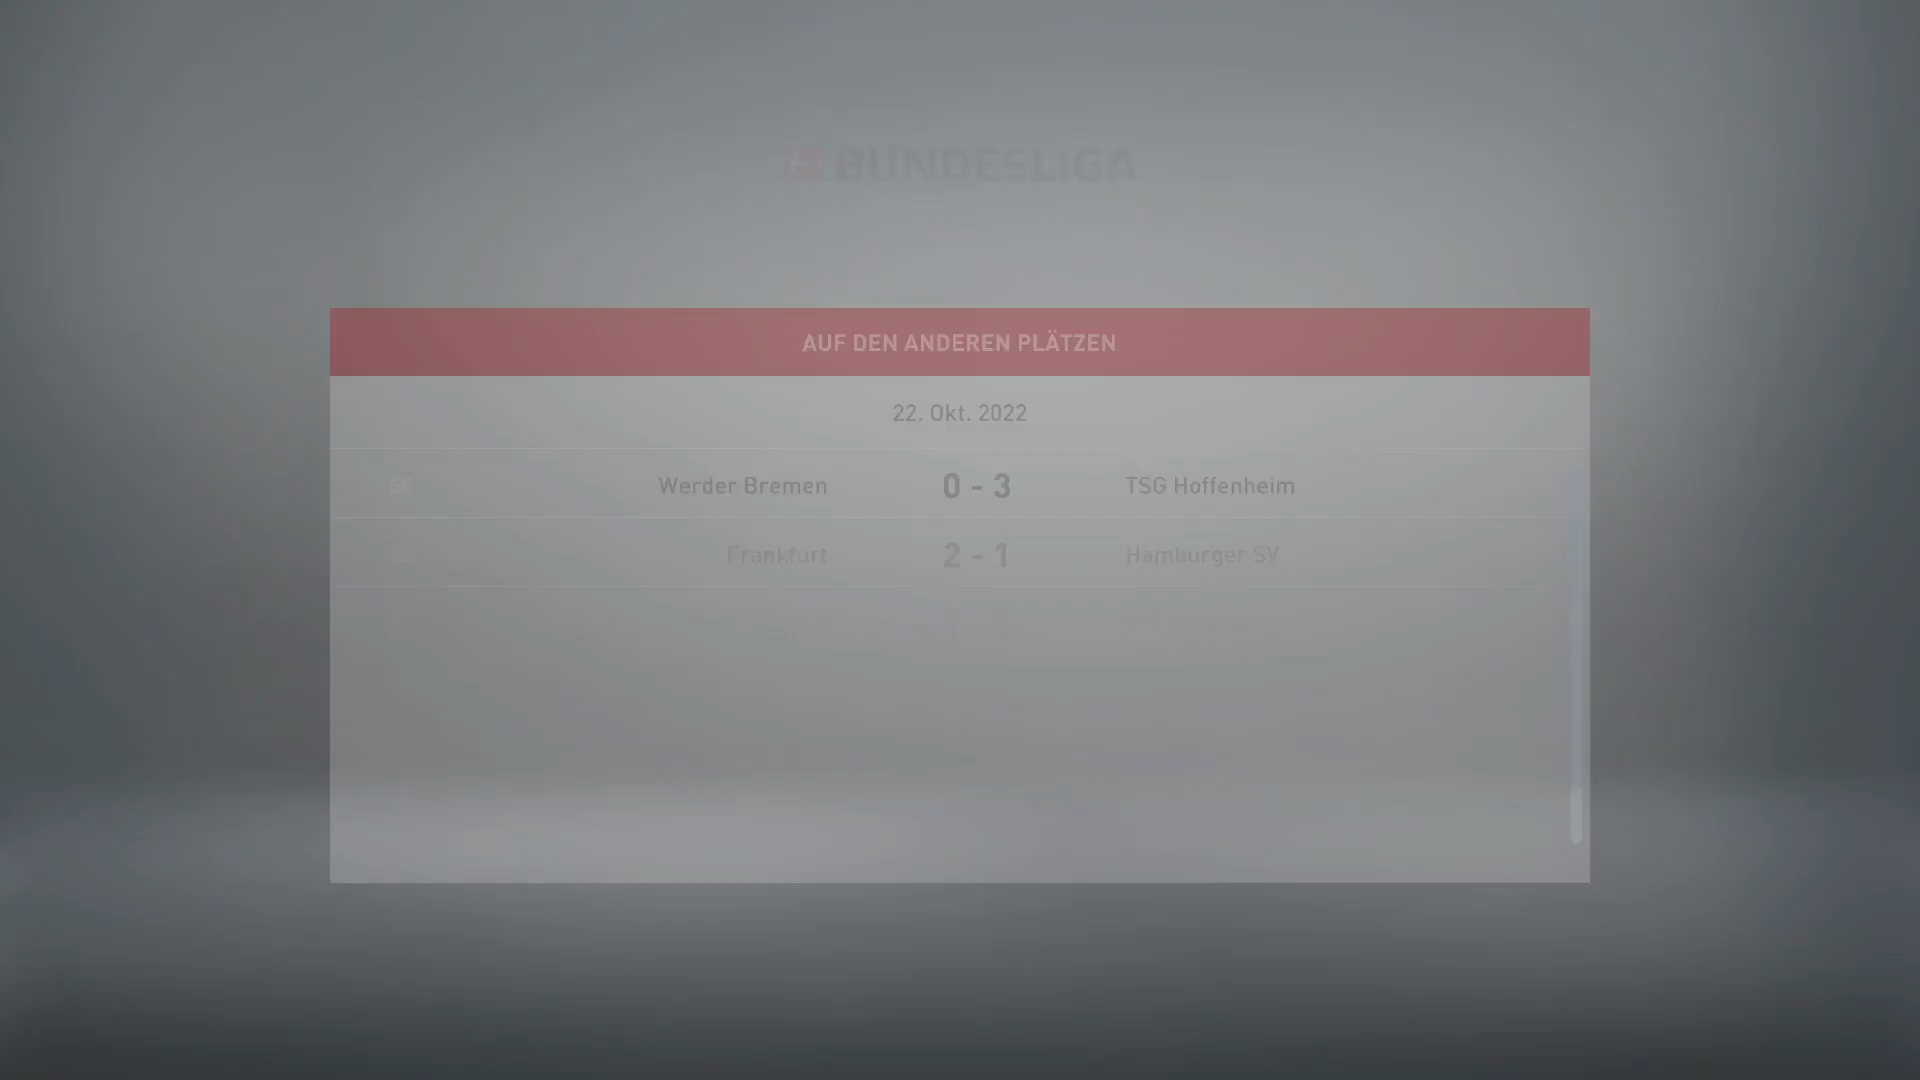 BUNDESLIGA
AUF DEN ANDEREN PLÄTZEN
22. Okt. 2022
SE Werder Bremen 0 - 3 TSG Hoffenheim
Frankfurt 2 - 1 Hamburger SV